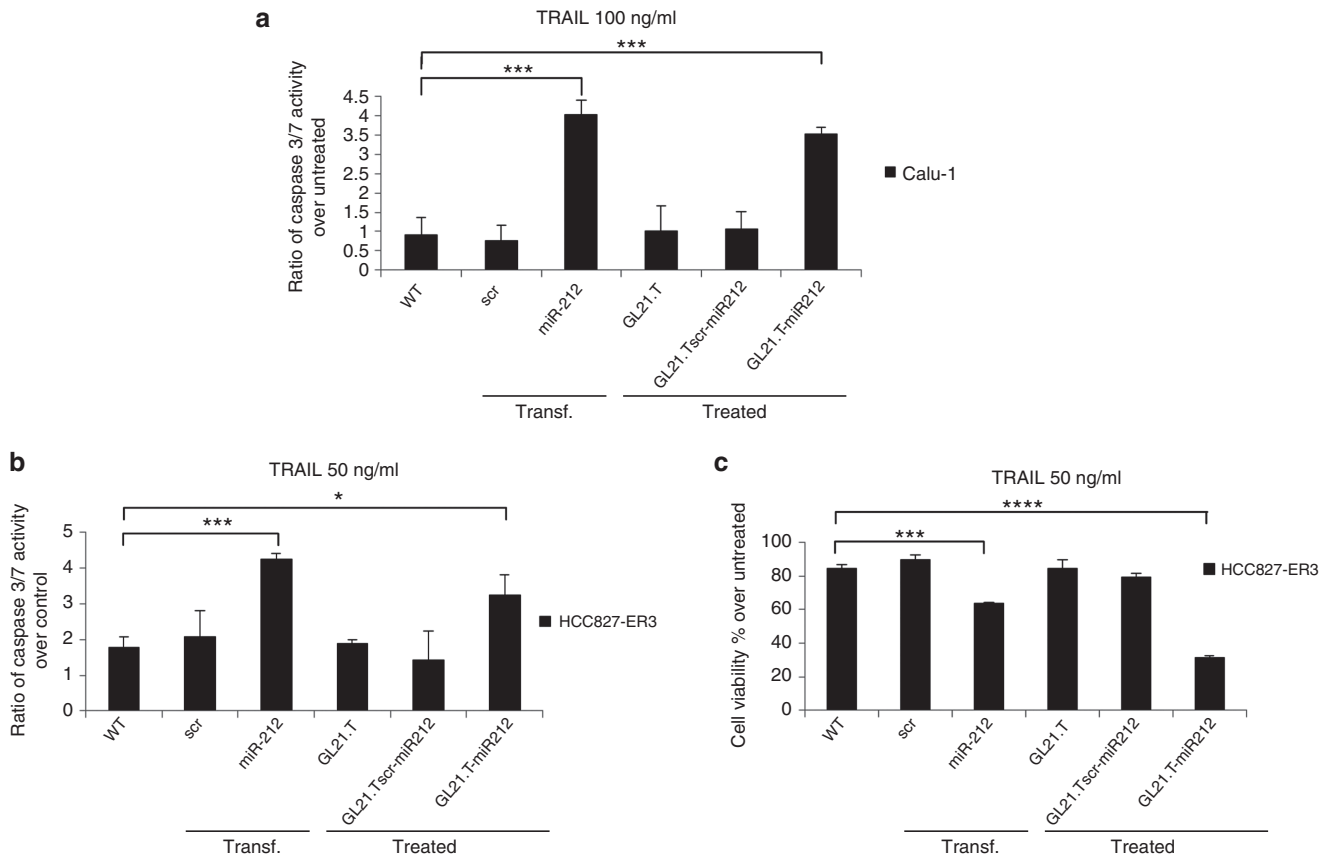 a
TRAIL 100 ng/ml
***
***
Ratio of caspase 3/7 activity
over untreated
4.5
4
3.5
3
2.5
2
1.5
1
0.5
0
WT
scr
miR-212
GL21.T
GL21.Tscr-miR212
GL21.T-miR212
Transf.
Treated
Calu-1
b
TRAIL 50 ng/ml
*
***
Ratio of caspase 3/7 activity
over control
5
4
3
2
1
0
WT
scr
miR-212
GL21.T
GL21.Tscr-miR212
GL21.T-miR212
Transf.
Treated
HCC827-ER3
c
TRAIL 50 ng/ml
****
***
Cell viability % over untreated
100
80
60
40
20
0
WT
scr
miR-212
GL21.T
GL21.Tscr-miR212
GL21.T-miR212
Transf.
Treated
HCC827-ER3